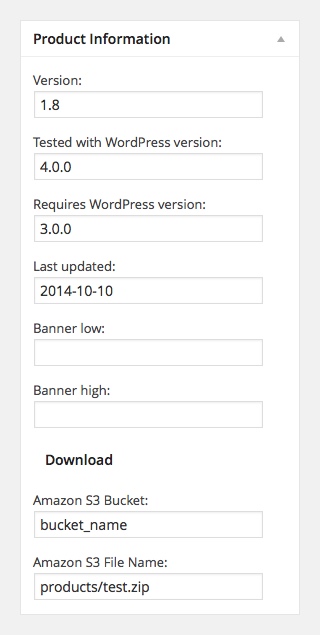 Product Information
Version:
1.8
Tested with WordPress version:
4.0.0
Requires WordPress version:
3.0.0
Last updated:
2014-10-10
Banner low:
Banner high:
Download
Amazon S3 Bucket:
bucket_name
Amazon S3 File Name:
products/test.zip